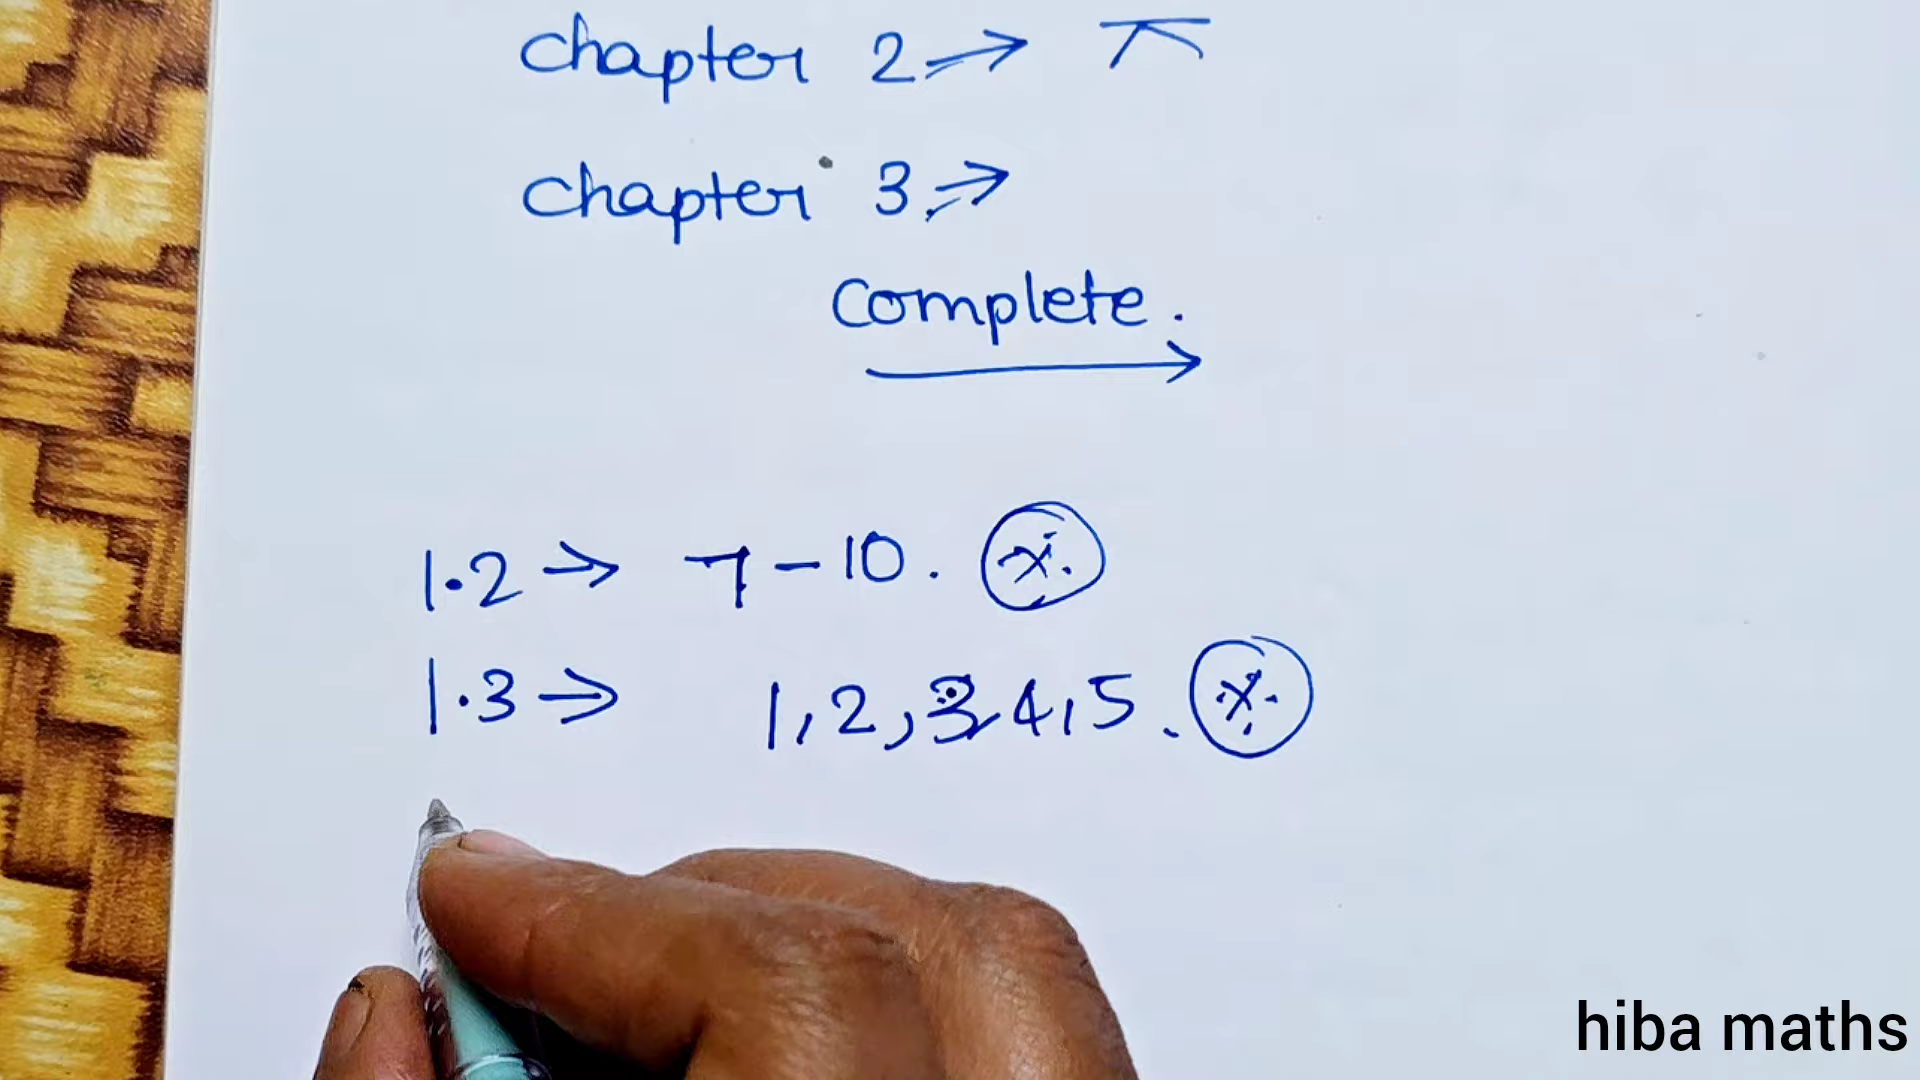 chapter 2 →
chapter 3 →
complete.
1.2 → 7 - 10.
1.3 → 1, 2, 3, 4, 5.
hiba maths